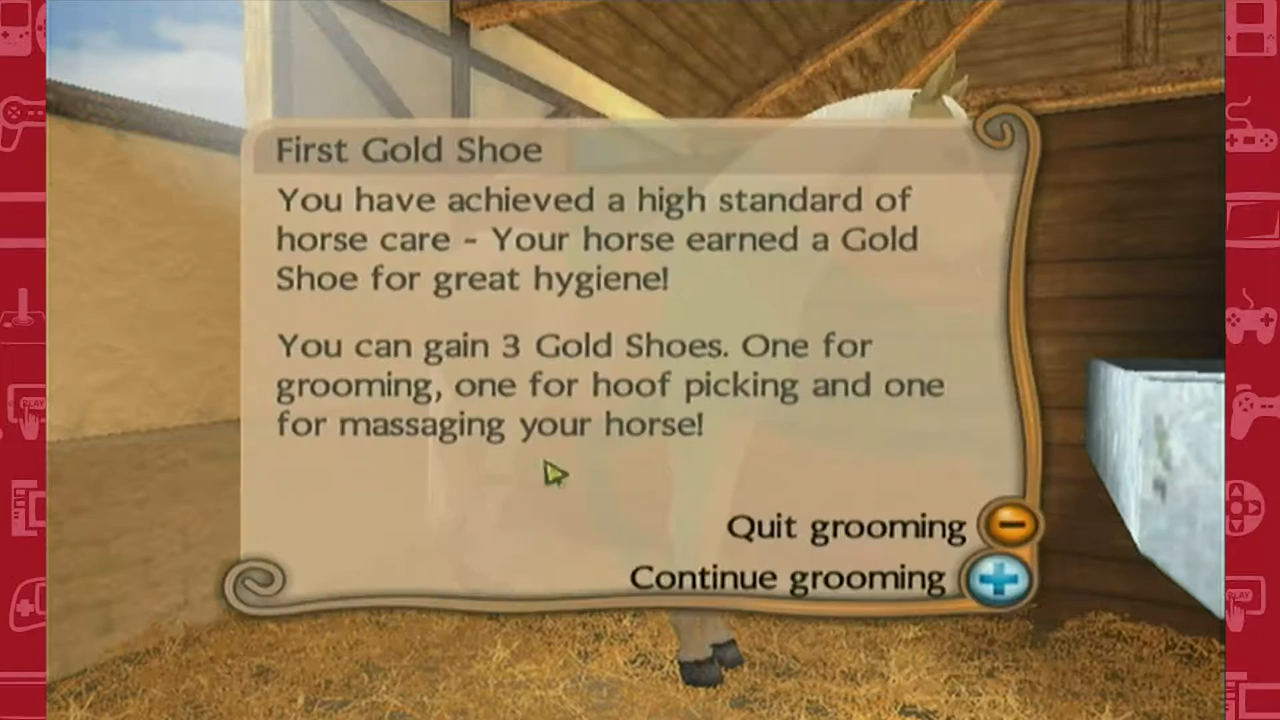 First Gold Shoe
You have achieved a high standard of
horse care - Your horse earned a Gold
Shoe for great hygiene!
You can gain 3 Gold Shoes. One for
grooming, one for hoof picking and one
for massaging your horse!
Quit grooming
Continue grooming
PLAY
PLAY